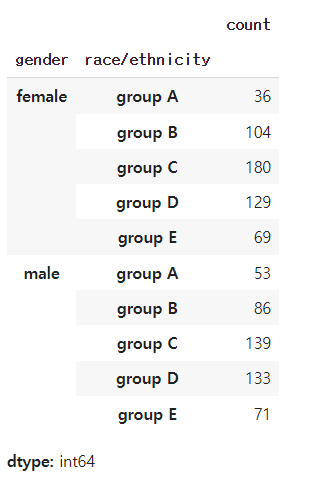 count
gender race/ethnicity
female group A 36
group B 104
group C 180
group D 129
group E 69
male group A 53
group B 86
group C 139
group D 133
group E 71
dtype: int64